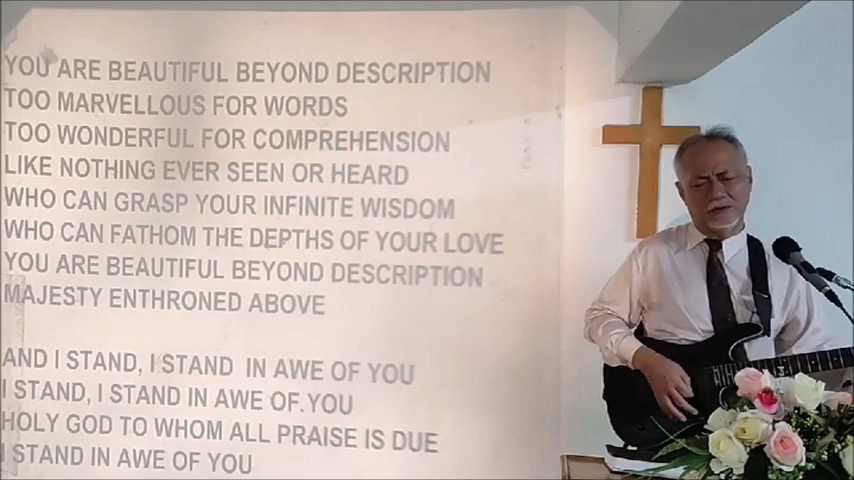 YOU ARE BEAUTIFUL BEYOND DESCRIPTION
TOO MARVELLOUS FOR WORDS
TOO WONDERFUL FOR COMPREHENSION
LIKE NOTHING EVER SEEN OR HEARD
WHO CAN GRASP YOUR INFINITE WISDOM
WHO CAN FATHOM THE DEPTHS OF YOUR LOVE
YOU ARE BEAUTIFUL BEYOND DESCRIPTION
MAJESTY ENTHRONED ABOVE
AND I STAND, I STAND IN AWE OF YOU
I STAND, I STAND IN AWE OF YOU
HOLY GOD TO WHOM ALL PRAISE IS DUE
I STAND IN AWE OF YOU